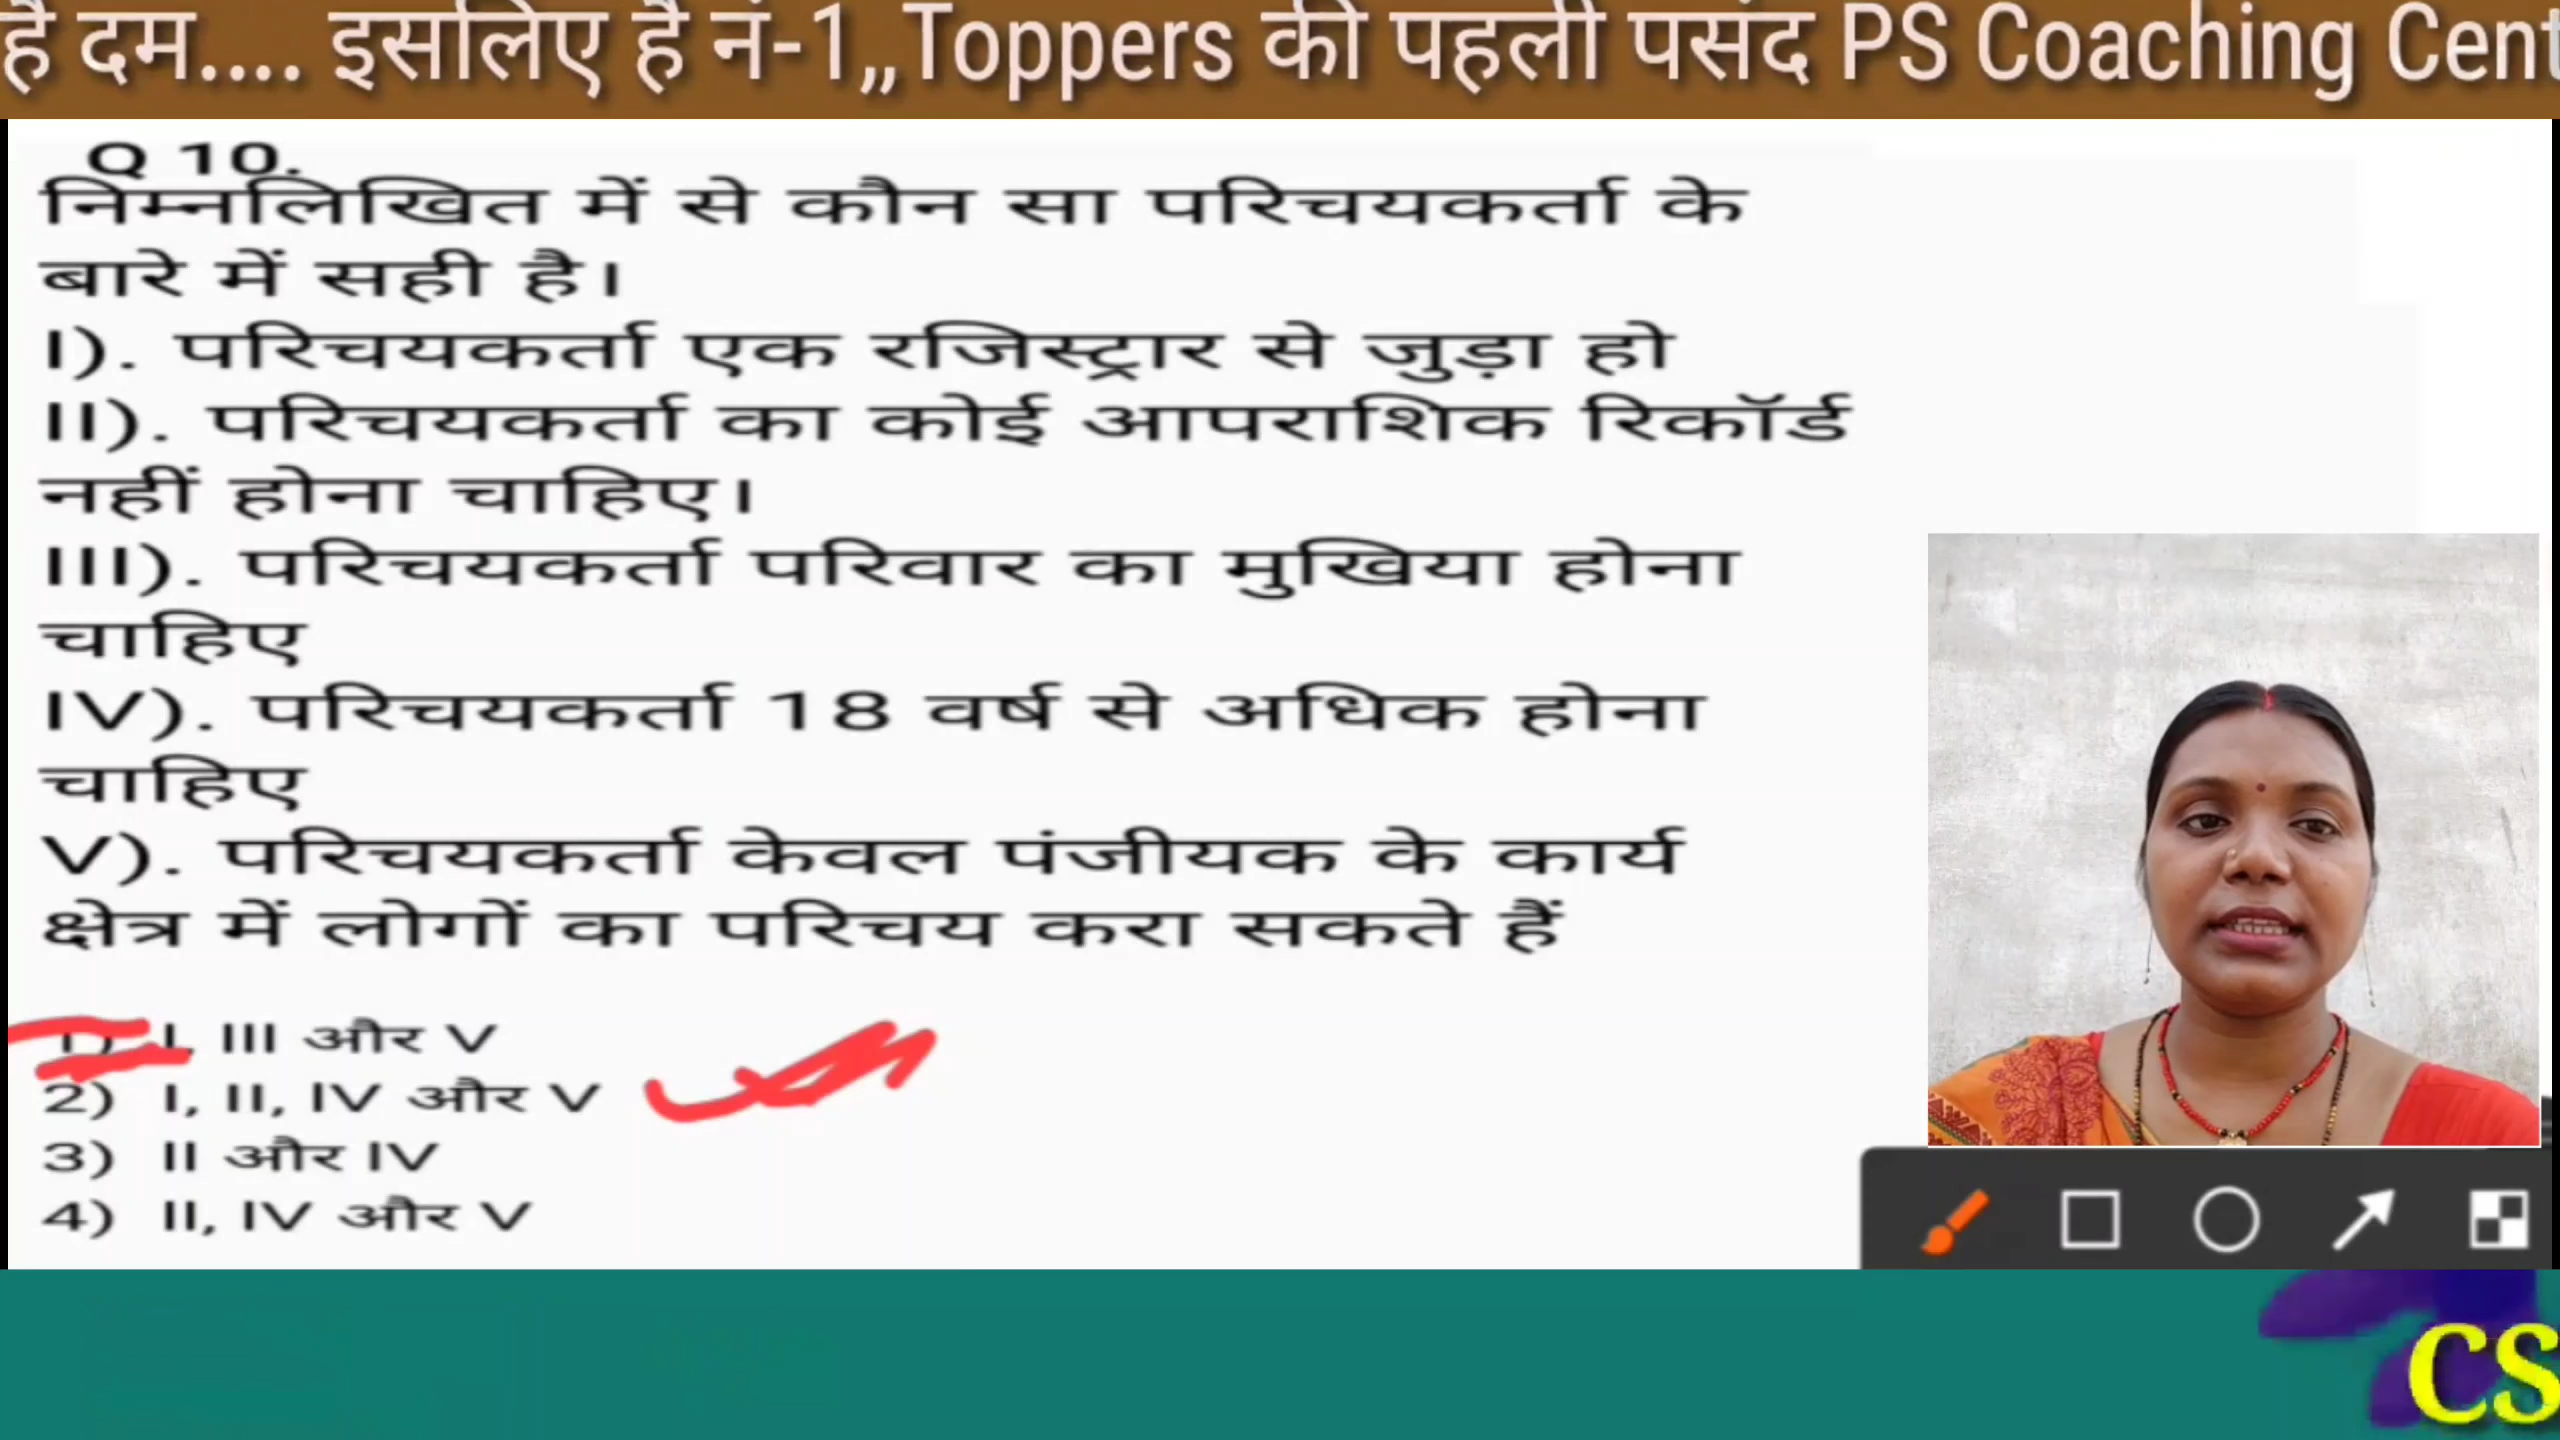 है दम.... इसलिए है नं-1,,Toppers की पहली पसंद PS Coaching Cent
Q 10.
निम्नलिखित में से कौन सा परिचयकर्ता के
बारे में सही है।
I). परिचयकर्ता एक रजिस्ट्रार से जुड़ा हो
II). परिचयकर्ता का कोई आपराशिक रिकॉर्ड
नहीं होना चाहिए।
III). परिचयकर्ता परिवार का मुखिया होना
चाहिए
IV). परिचयकर्ता 18 वर्ष से अधिक होना
चाहिए
V). परिचयकर्ता केवल पंजीयक के कार्य
क्षेत्र में लोगों का परिचय करा सकते हैं
1) I, III और V
2) I, II, IV और V
3) II और IV
4) II, IV और V
CS